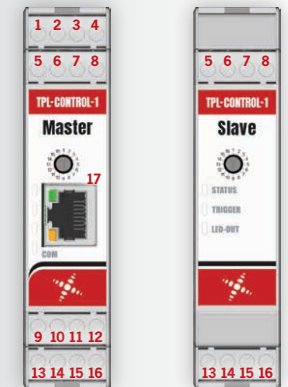 1 2 3 4
5 6 7 8
TPL-CONTROL-1
Master
17
COM
9 10 11 12
13 14 15 16
5 6 7 8
TPL-CONTROL-1
Slave
STATUS
TRIGGER
LED-OUT
13 14 15 16